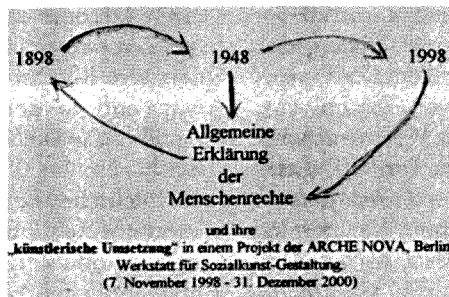 1898 1948 1998
Allgemeine
Erklärung
der
Menschenrechte
und ihre
„künstlerische Umsetzung" in einem Projekt der ARCHE NOVA, Berlin
Werkstatt für Sozialkunst-Gestaltung.
(7. November 1998 - 31. Dezember 2000)